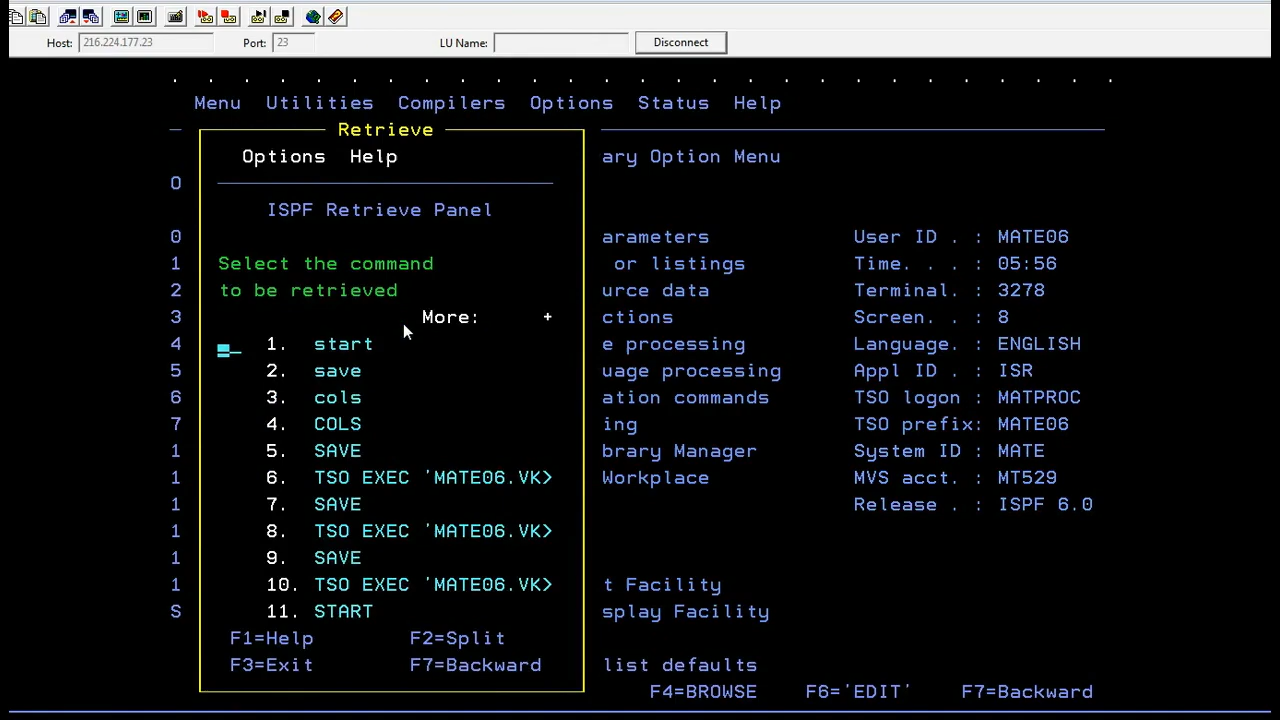 Host: 216.224.177.23 Port: 23 LU Name: Disconnect
Menu Utilities Compilers Options Status Help
Retrieve
Options Help ary Option Menu
O
ISPF Retrieve Panel
0 arameters User ID . : MATE06
1 Select the command or listings Time. . . : 05:56
2 to be retrieved urce data Terminal. : 3278
3 More: + ctions Screen. . : 8
4 1. start e processing Language. : ENGLISH
5 2. save uage processing Appl ID . : ISR
6 3. cols ation commands TSO logon : MATPROC
7 4. COLS ing TSO prefix: MATE06
1 5. SAVE brary Manager System ID : MATE
1 6. TSO EXEC 'MATE06.VK> Workplace MVS acct. : MT529
1 7. SAVE Release . : ISPF 6.0
1 8. TSO EXEC 'MATE06.VK>
1 9. SAVE
1 10. TSO EXEC 'MATE06.VK> t Facility
S 11. START splay Facility
F1=Help F2=Split
F3=Exit F7=Backward list defaults
F4=BROWSE F6='EDIT' F7=Backward